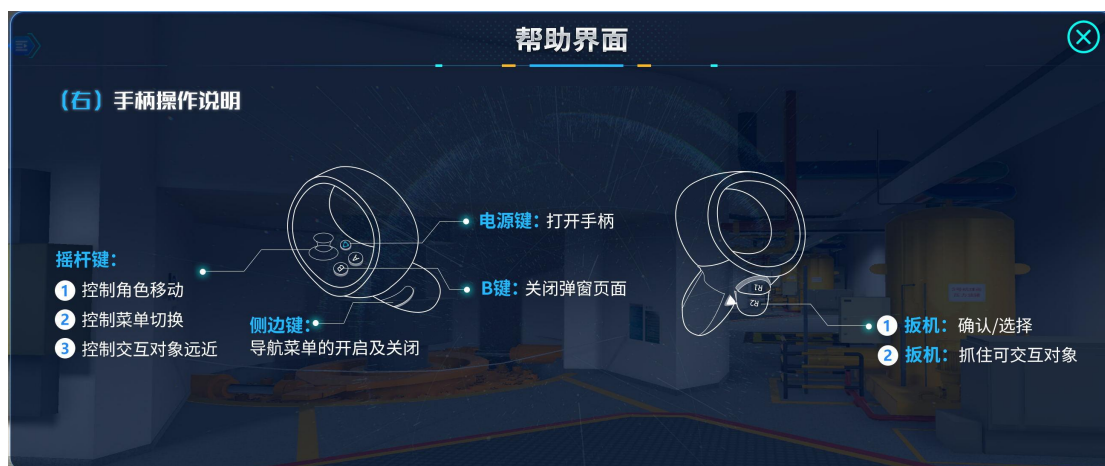 帮助界面
（右）手柄操作说明
电源键：打开手柄
摇杆键：
1 控制角色移动
2 控制菜单切换
3 控制交互对象远近
B键：关闭弹窗页面
侧边键：
导航菜单的开启及关闭
A
B
R1
R2
1 扳机：确认/选择
2 扳机：抓住可交互对象